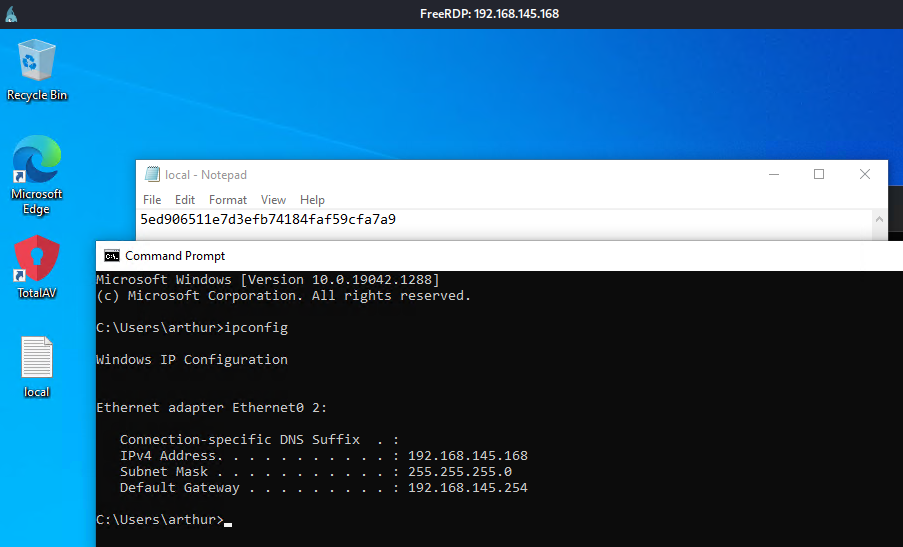 FreeRDP: 192.168.145.168
Recycle Bin
Microsoft
Edge
TotalAV
local
local - Notepad
File Edit Format View Help
5ed906511e7d3efb74184faf59cfa7a9
Command Prompt
Microsoft Windows [Version 10.0.19042.1288]
(c) Microsoft Corporation. All rights reserved.
C:\Users\arthur>ipconfig
Windows IP Configuration
Ethernet adapter Ethernet0 2:
Connection-specific DNS Suffix  . :
IPv4 Address. . . . . . . . . . . : 192.168.145.168
Subnet Mask . . . . . . . . . . . : 255.255.255.0
Default Gateway . . . . . . . . . : 192.168.145.254
C:\Users\arthur>